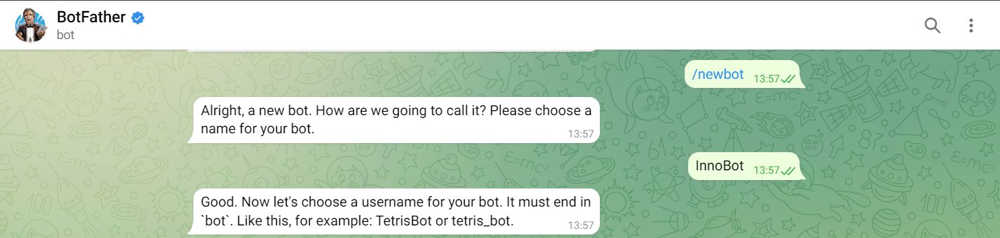 BotFather
bot
/newbot 13:57
Alright, a new bot. How are we going to call it? Please choose a
name for your bot. 13:57
InnoBot 13:57
Good. Now let's choose a username for your bot. It must end in
`bot`. Like this, for example: TetrisBot or tetris_bot. 13:57